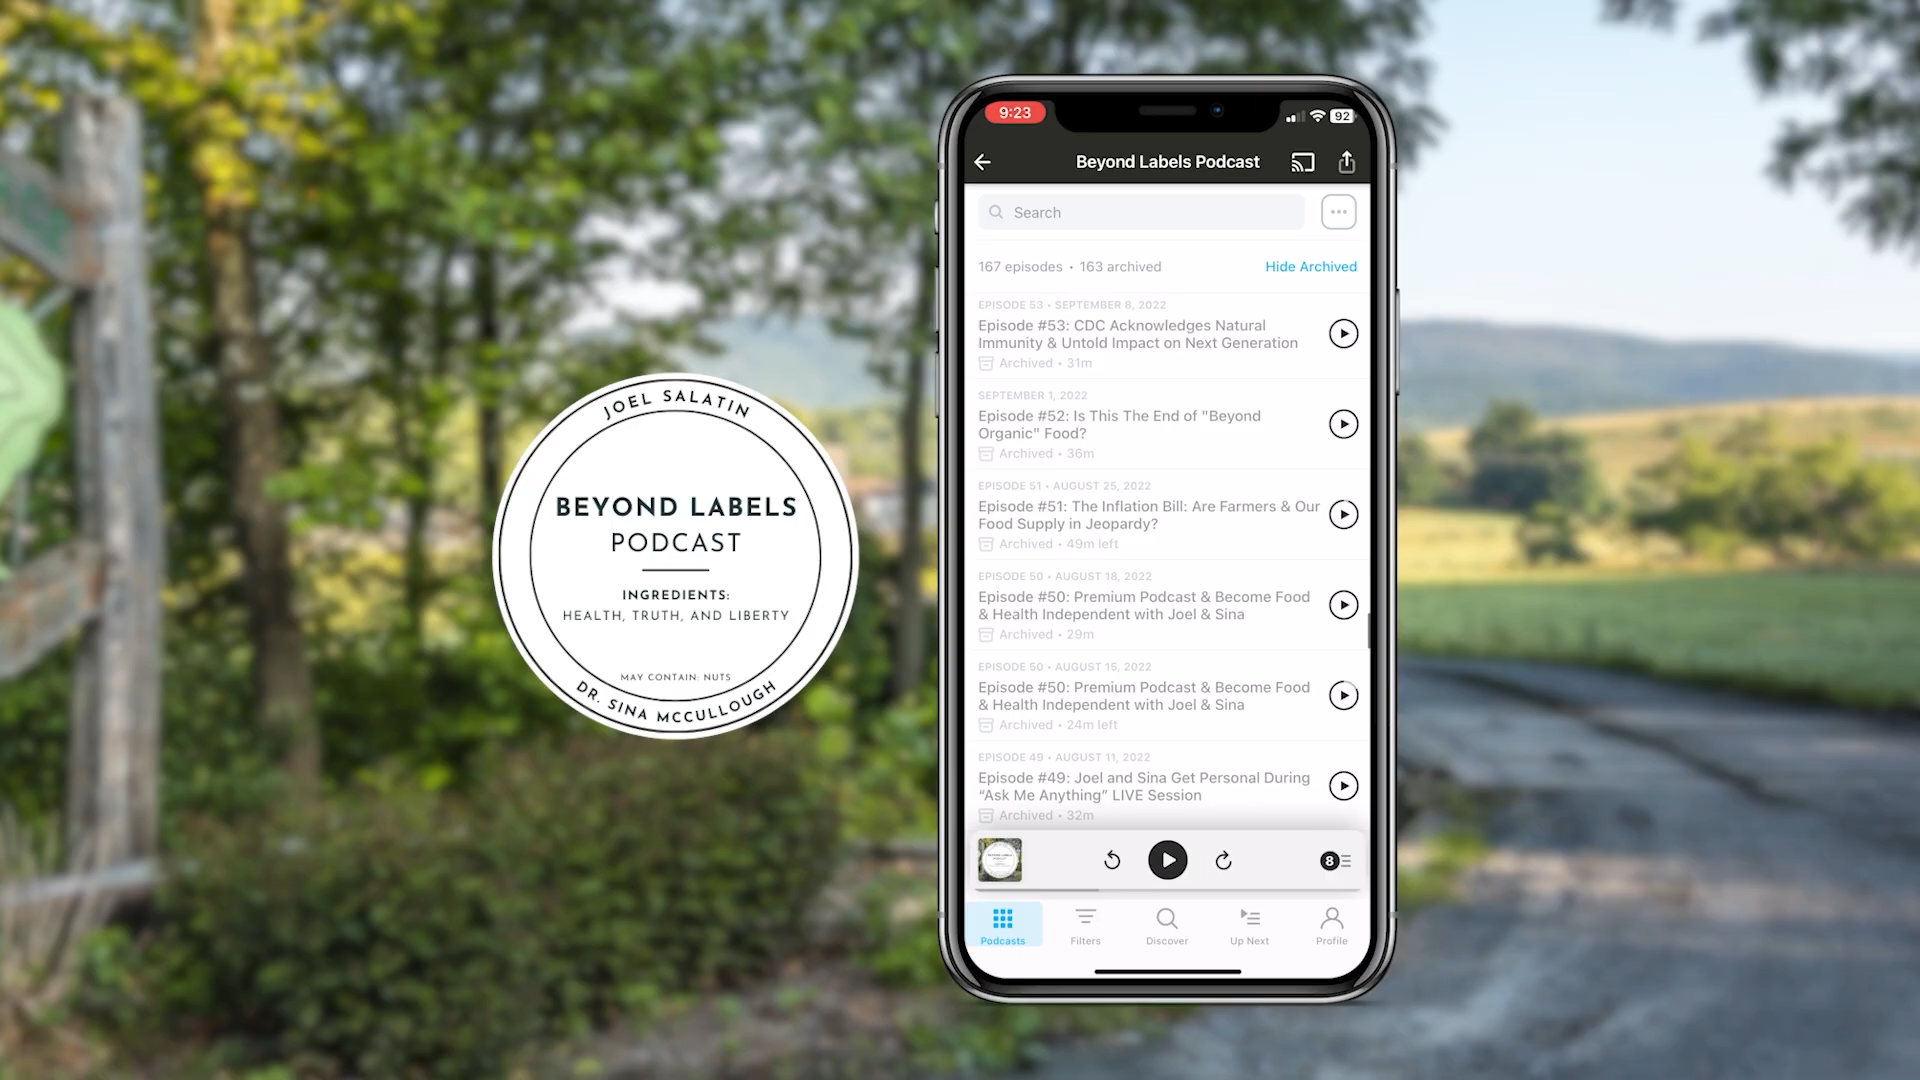 JOEL SALATIN
BEYOND LABELS
PODCAST
INGREDIENTS:
HEALTH, TRUTH, AND LIBERTY
MAY CONTAIN: NUTS
DR. SINA MCCULLOUGH
9:23
92
Beyond Labels Podcast
Search
167 episodes • 163 archived
Hide Archived
EPISODE 53 • SEPTEMBER 8, 2022
Episode #53: CDC Acknowledges Natural
Immunity & Untold Impact on Next Generation
Archived • 31m
SEPTEMBER 1, 2022
Episode #52: Is This The End of "Beyond
Organic" Food?
Archived • 36m
EPISODE 51 • AUGUST 25, 2022
Episode #51: The Inflation Bill: Are Farmers & Our
Food Supply in Jeopardy?
Archived • 49m left
EPISODE 50 • AUGUST 18, 2022
Episode #50: Premium Podcast & Become Food
& Health Independent with Joel & Sina
Archived • 29m
EPISODE 50 • AUGUST 15, 2022
Episode #50: Premium Podcast & Become Food
& Health Independent with Joel & Sina
Archived • 24m left
EPISODE 49 • AUGUST 11, 2022
Episode #49: Joel and Sina Get Personal During
“Ask Me Anything” LIVE Session
Archived • 32m
8
Podcasts
Filters
Discover
Up Next
Profile